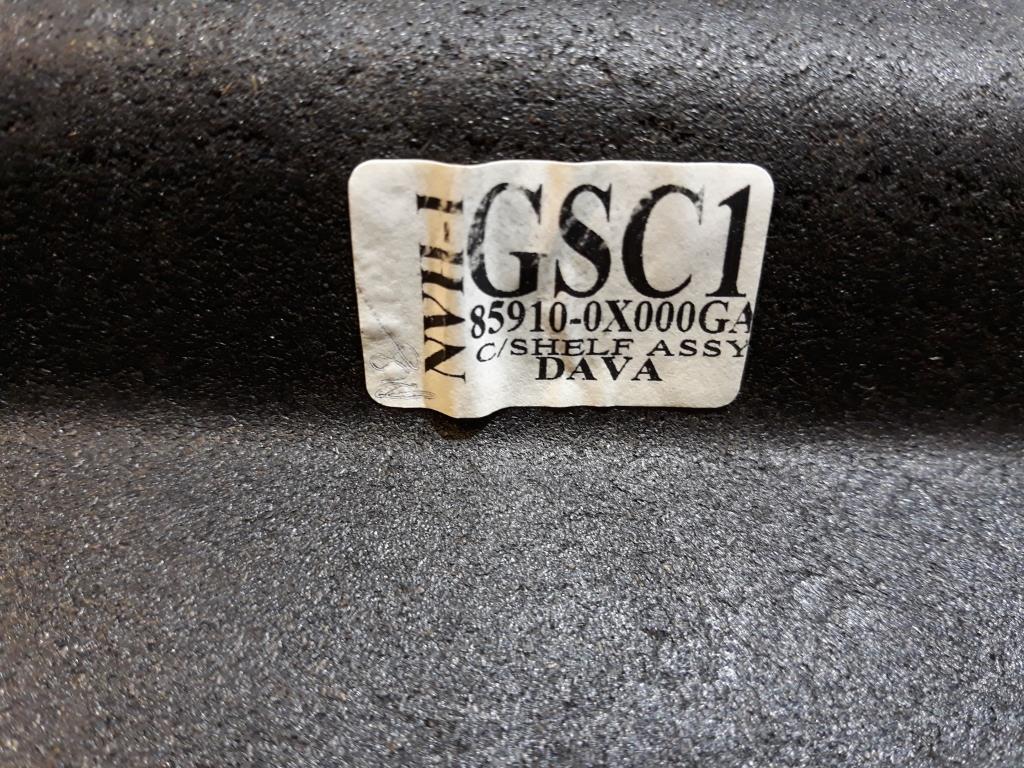 GSC1
85910-0X000GA
C/SHELF ASSY
DAVA